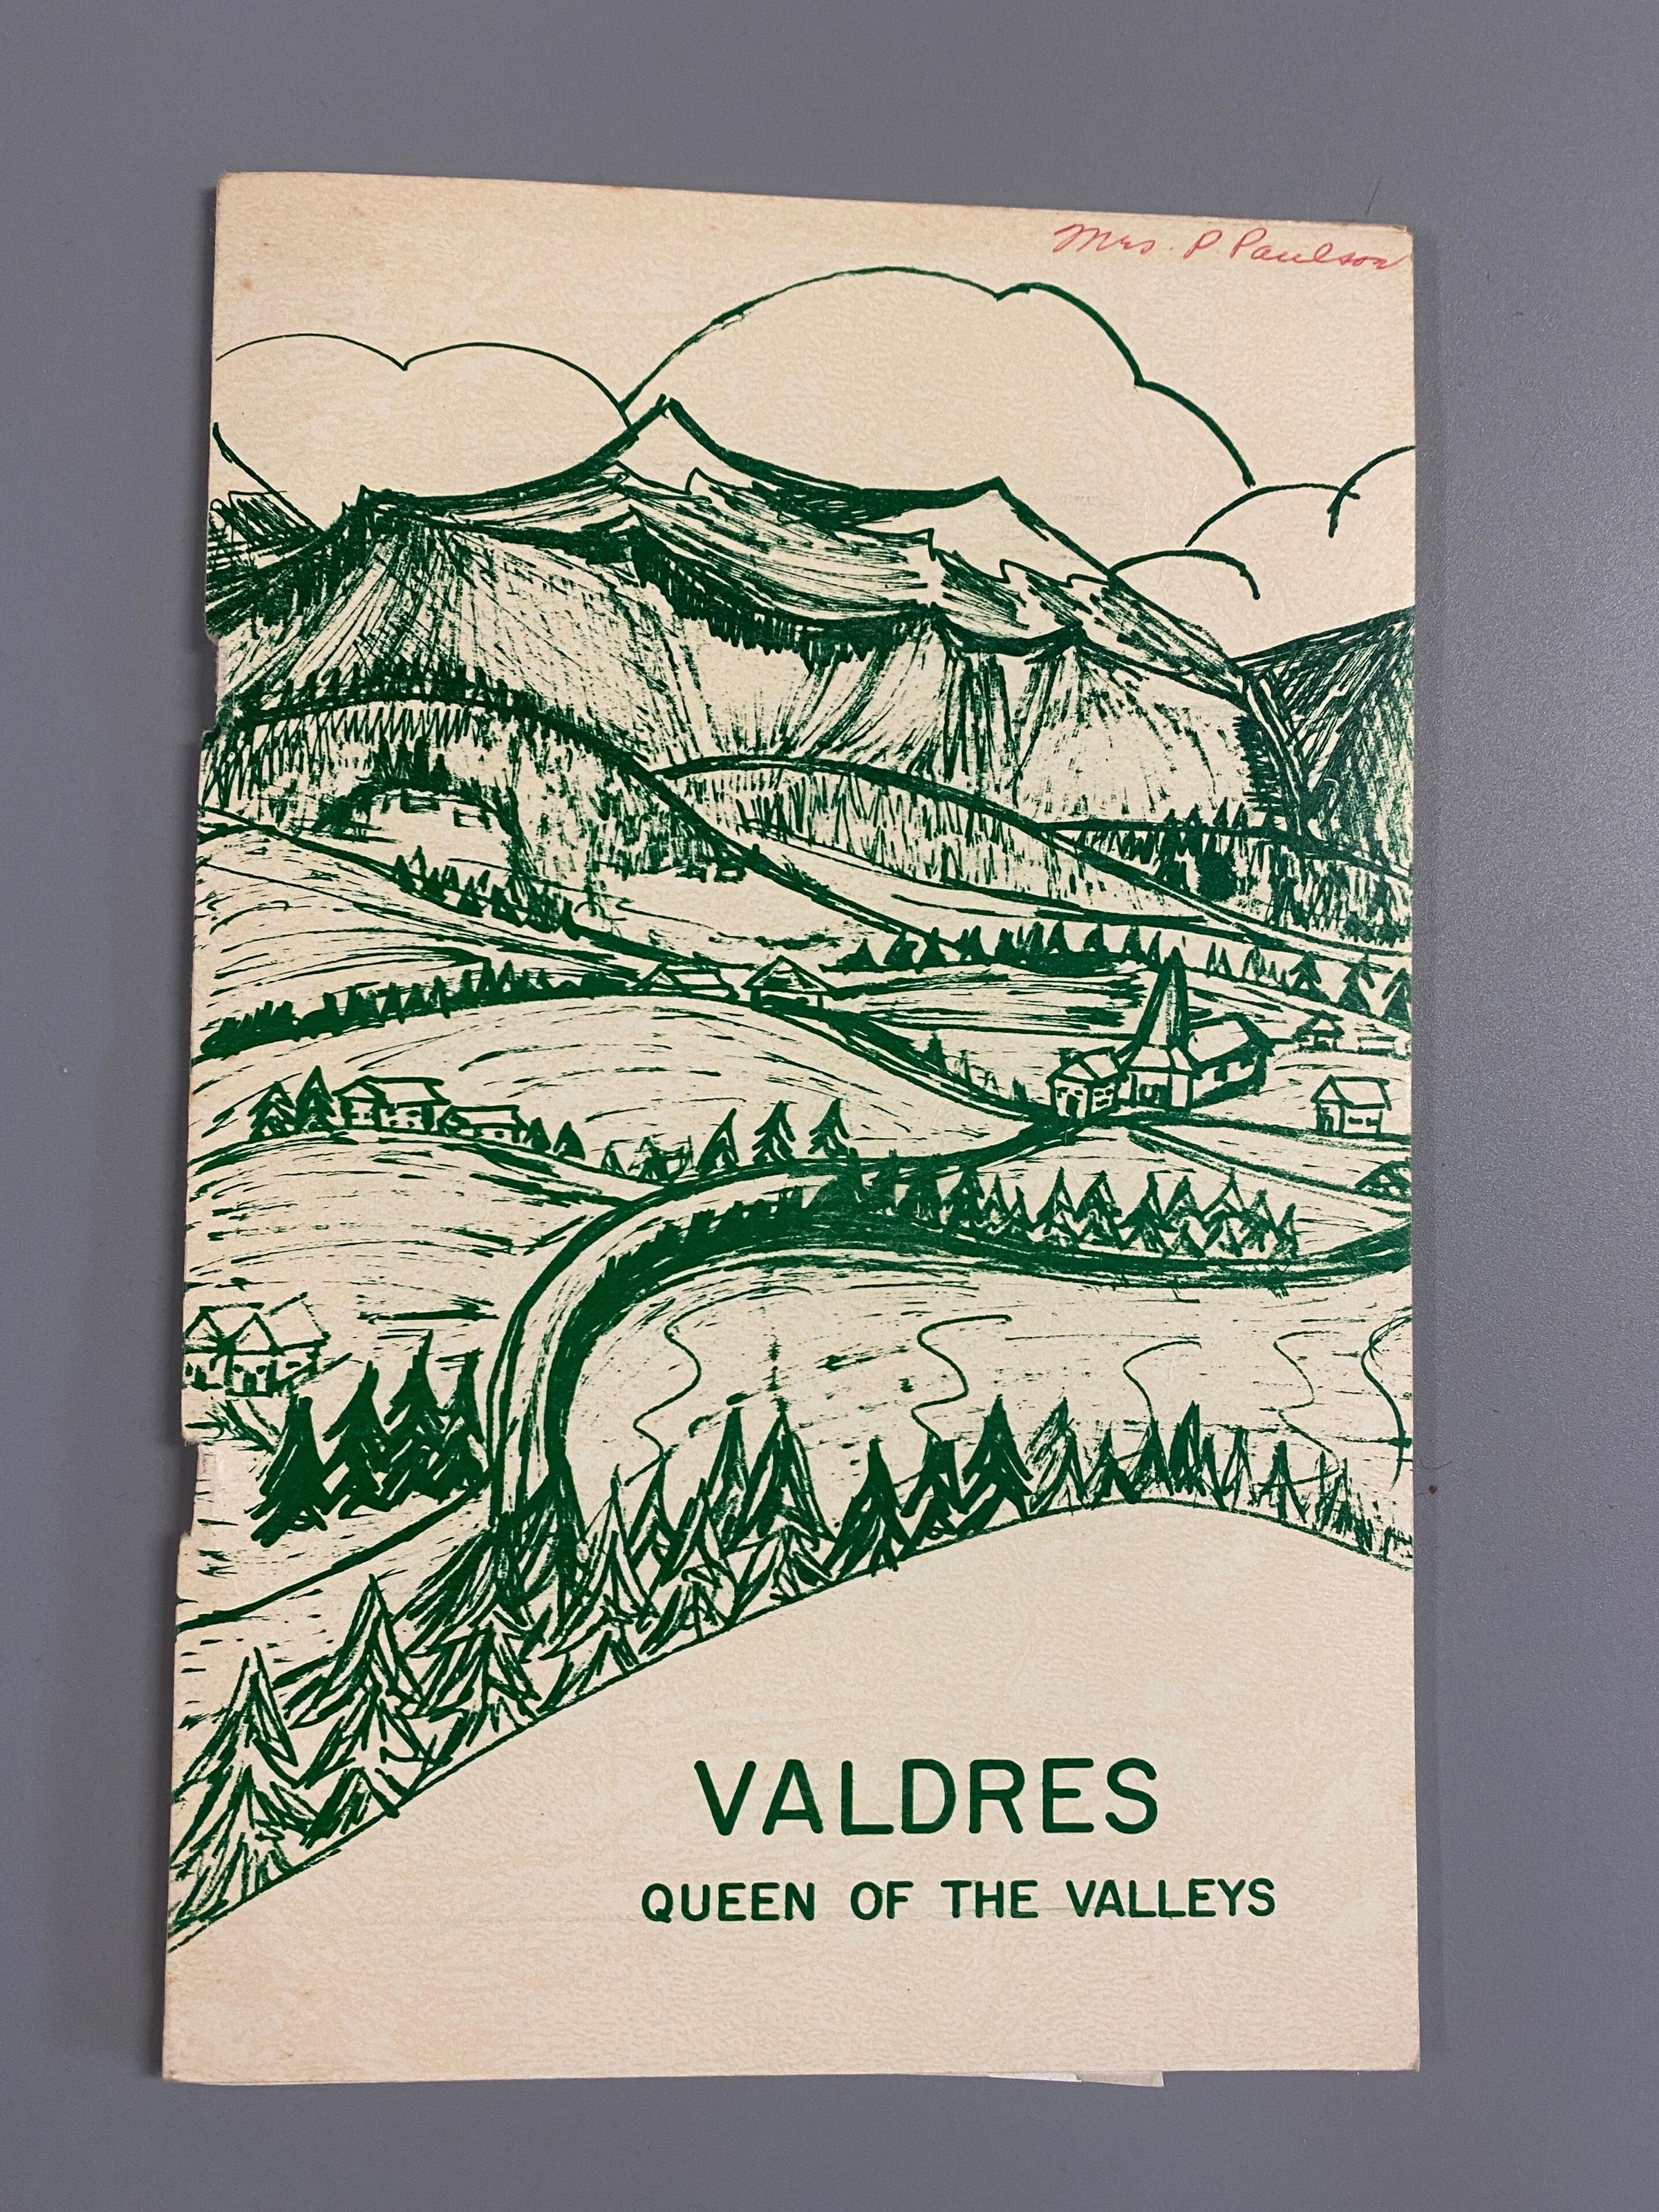 Mrs. P. Paulson
VALDRES
QUEEN OF THE VALLEYS